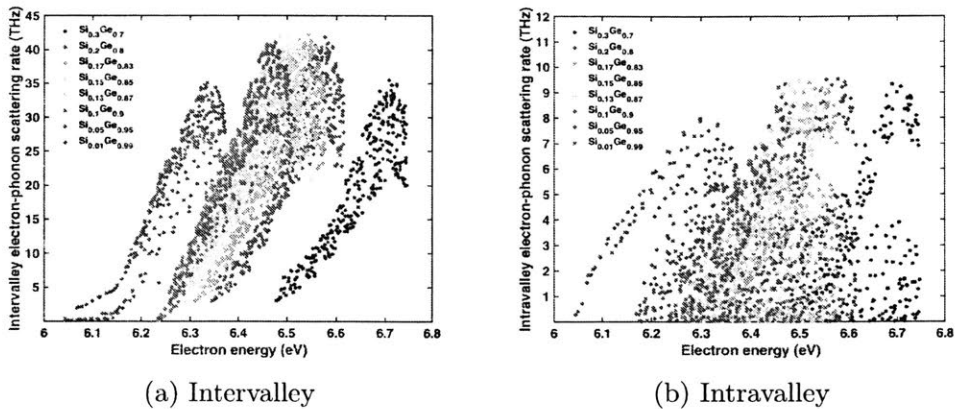 Intervalley electron-phonon scattering rate (THz)
45
40
35
30
25
20
15
10
5
Si0.3Ge0.7
Si0.2Ge0.8
Si0.17Ge0.83
Si0.15Ge0.85
Si0.13Ge0.87
Si0.1Ge0.9
Si0.05Ge0.95
Si0.01Ge0.99
6 6.1 6.2 6.3 6.4 6.5 6.6 6.7 6.8
Electron energy (eV)
(a) Intervalley
Intravalley electron-phonon scattering rate (THz)
12
11
10
9
8
7
6
5
4
3
2
1
Si0.3Ge0.7
Si0.2Ge0.8
Si0.17Ge0.83
Si0.15Ge0.85
Si0.13Ge0.87
Si0.1Ge0.9
Si0.05Ge0.95
Si0.01Ge0.99
6 6.1 6.2 6.3 6.4 6.5 6.6 6.7 6.8
Electron energy (eV)
(b) Intravalley